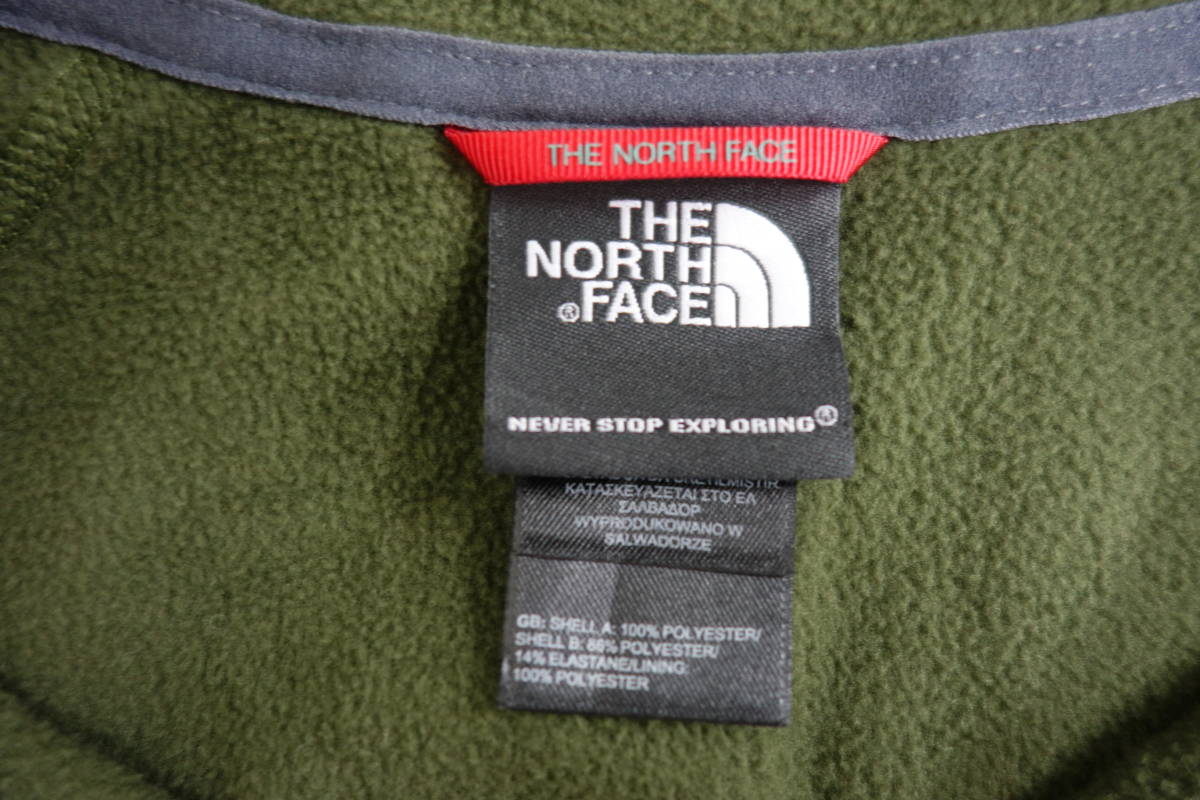 THE NORTH FACE
THE
NORTH
® FACE
NEVER STOP EXPLORING®
ΚΑΤΑΣΚΕΥΑΖΕΤΑΙ ΣΤΟ ΕΛ
ΣΑΛΒΑΔΟΡ
WYPRODUKOWANO W
SALWADORZE
GB: SHELL A: 100% POLYESTER/
SHELL B: 86% POLYESTER/
14% ELASTANE/LINING:
100% POLYESTER